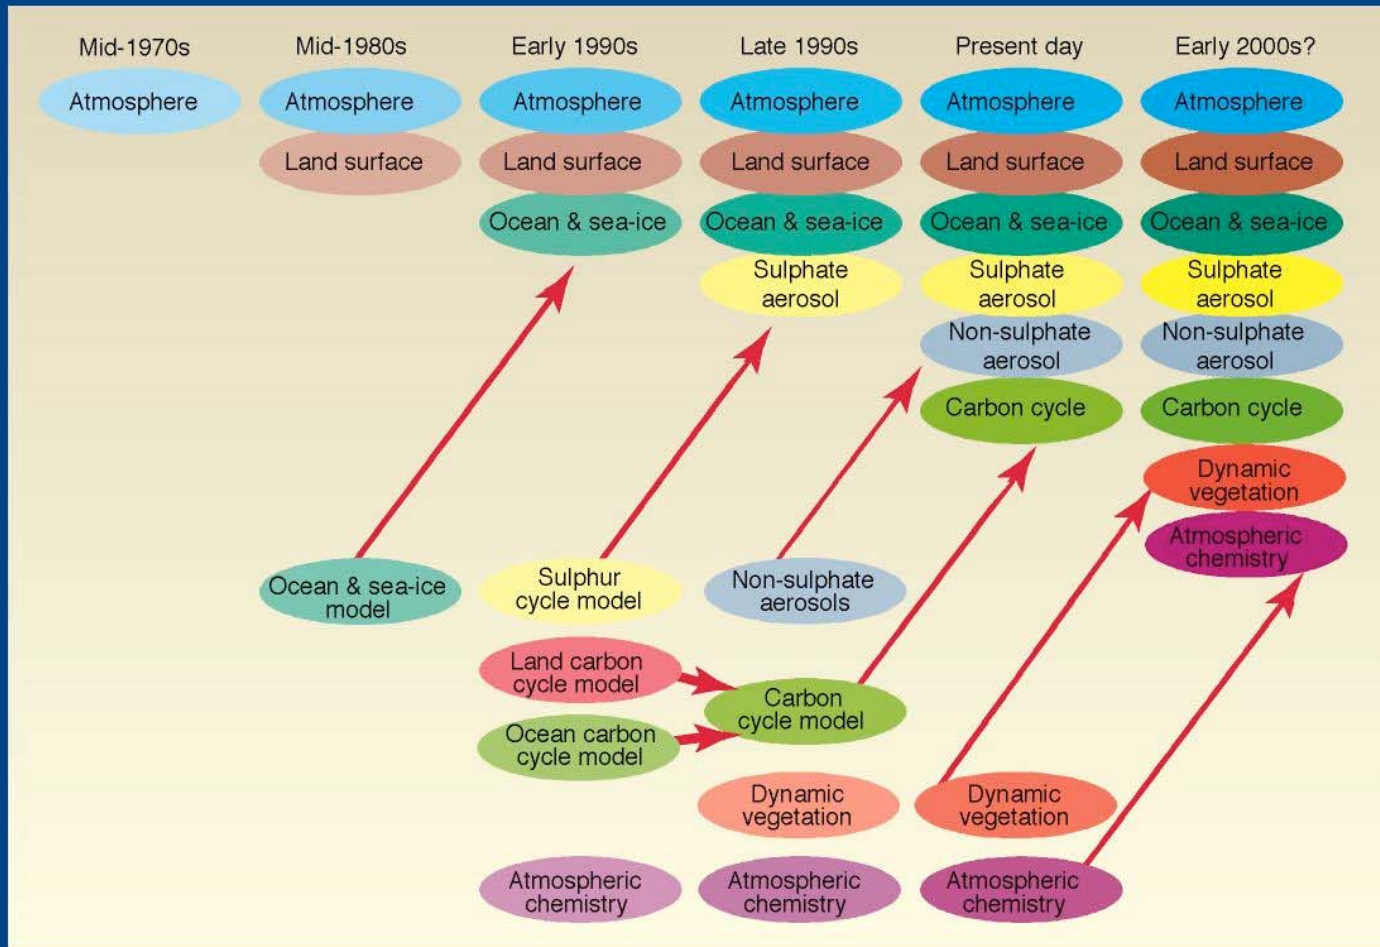 Mid-1970s
Mid-1980s
Early 1990s
Late 1990s
Present day
Early 2000s?
Atmosphere
Atmosphere
Atmosphere
Atmosphere
Atmosphere
Atmosphere
Land surface
Land surface
Land surface
Land surface
Land surface
Ocean & sea-ice
Ocean & sea-ice
Ocean & sea-ice
Ocean & sea-ice
Sulphate
aerosol
Sulphate
aerosol
Sulphate
aerosol
Non-sulphate
aerosol
Non-sulphate
aerosol
Carbon cycle
Carbon cycle
Dynamic
vegetation
Atmospheric
chemistry
Ocean & sea-ice
model
Sulphur
cycle model
Non-sulphate
aerosols
Land carbon
cycle model
Carbon
cycle model
Ocean carbon
cycle model
Dynamic
vegetation
Dynamic
vegetation
Atmospheric
chemistry
Atmospheric
chemistry
Atmospheric
chemistry